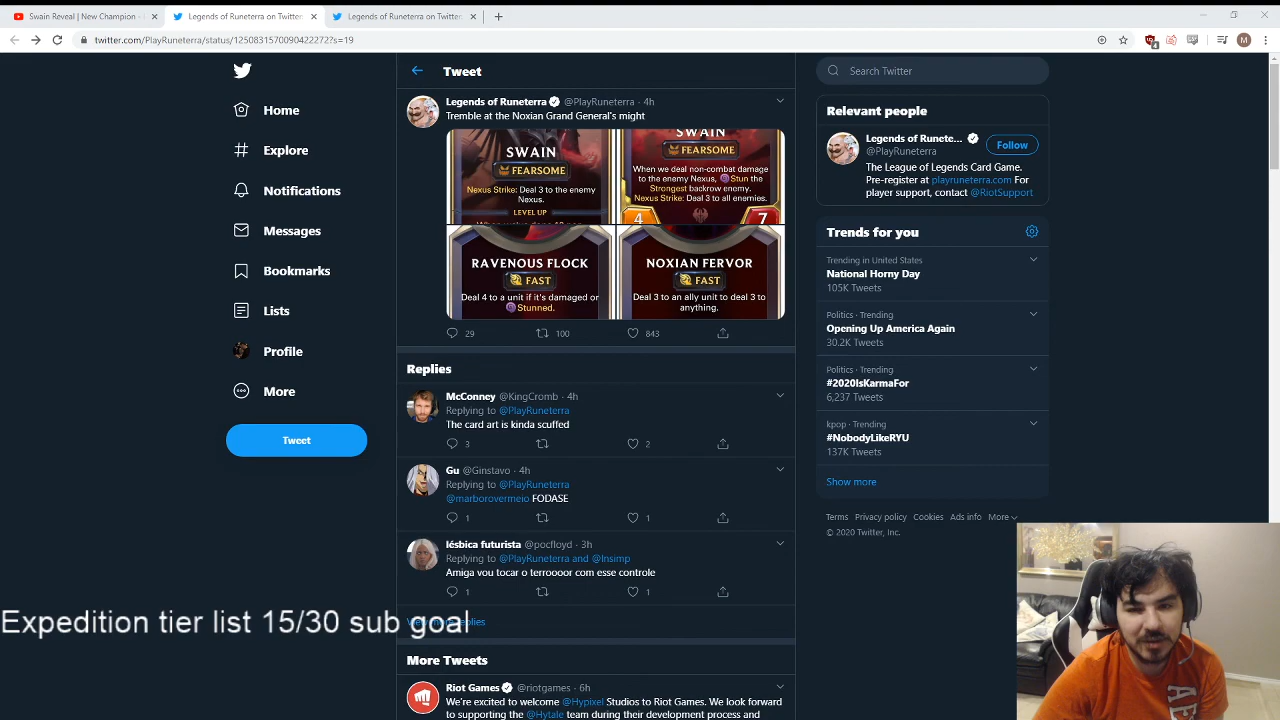 Swain Reveal | New Champion -
Legends of Runeterra on Twitter
Legends of Runeterra on Twitter
twitter.com/PlayRuneterra/status/1250831570090422272?s=19
4
M
Home
Explore
Notifications
Messages
Bookmarks
Lists
Profile
More
Tweet
Tweet
Legends of Runeterra @PlayRuneterra · 4h
Tremble at the Noxian Grand General's might
SWAIN
FEARSOME
Nexus Strike: Deal 3 to the enemy
Nexus.
LEVEL UP
SWAIN
FEARSOME
When we deal non-combat damage
to the enemy Nexus, Stun the
Strongest backrow enemy.
Nexus Strike: Deal 3 to all enemies.
4 7
RAVENOUS FLOCK
FAST
Deal 4 to a unit if it's damaged or
Stunned.
NOXIAN FERVOR
FAST
Deal 3 to an ally unit to deal 3 to
anything.
29 100 843
Replies
McConney @KingCromb · 4h
Replying to @PlayRuneterra
The card art is kinda scuffed
3 2
Gu @Ginstavo · 4h
Replying to @PlayRuneterra
@marborovermeio FODASE
1 1
lésbica futurista @pocfloyd · 3h
Replying to @PlayRuneterra and @Insimp
Amiga vou tocar o terroooor com esse controle
1 1
replies
Expedition tier list 15/30 sub goal
More Tweets
Riot Games @riotgames · 6h
We're excited to welcome @Hypixel Studios to Riot Games. We look forward
to supporting the @Hytale team during their development process and
Search Twitter
Relevant people
Legends of Runete...
@PlayRuneterra
Follow
The League of Legends Card Game.
Pre-register at playruneterra.com For
player support, contact @RiotSupport
Trends for you
Trending in United States
National Horny Day
105K Tweets
Politics · Trending
Opening Up America Again
30.2K Tweets
Politics · Trending
#2020IsKarmaFor
6,237 Tweets
kpop · Trending
#NobodyLikeRYU
137K Tweets
Show more
Terms Privacy policy Cookies Ads info More
© 2020 Twitter, Inc.